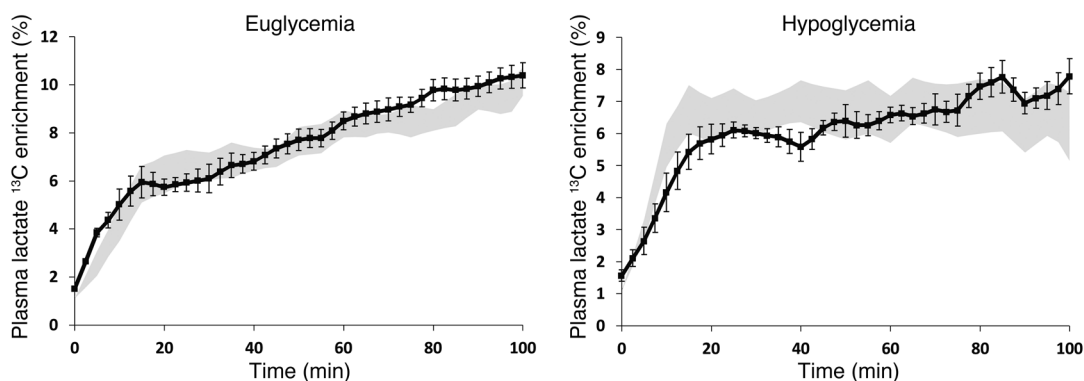 Euglycemia
Plasma lactate ¹³C enrichment (%)
12
10
8
6
4
2
0
0 20 40 60 80 100
Time (min)
Hypoglycemia
Plasma lactate ¹³C enrichment (%)
9
8
7
6
5
4
3
2
1
0
0 20 40 60 80 100
Time (min)